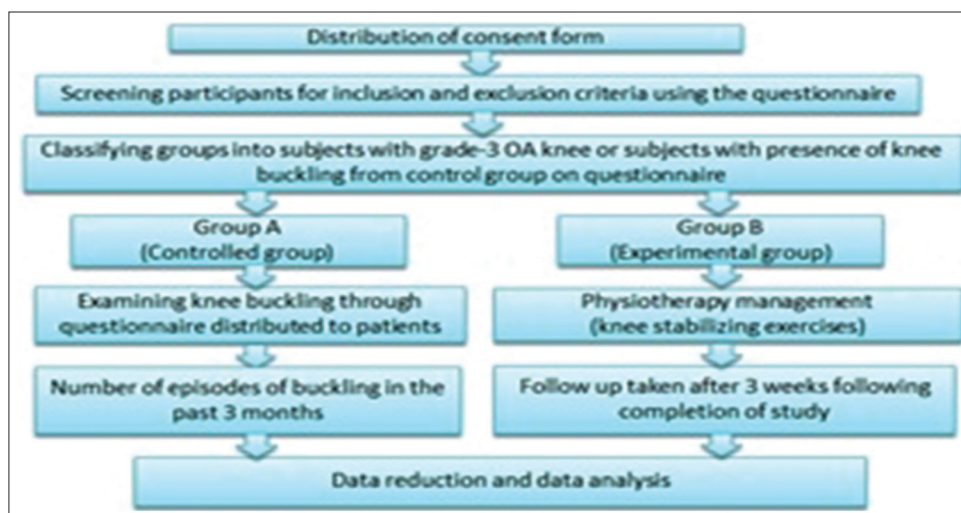 Distribution of consent form
Screening participants for inclusion and exclusion criteria using the questionnaire
Classifying groups into subjects with grade-3 OA knee or subjects with presence of knee
buckling from control group on questionnaire
Group A
(Controlled group)
Group B
(Experimental group)
Examining knee buckling through
questionnaire distributed to patients
Physiotherapy management
(knee stabilizing exercises)
Number of episodes of buckling in the
past 3 months
Follow up taken after 3 weeks following
completion of study
Data reduction and data analysis